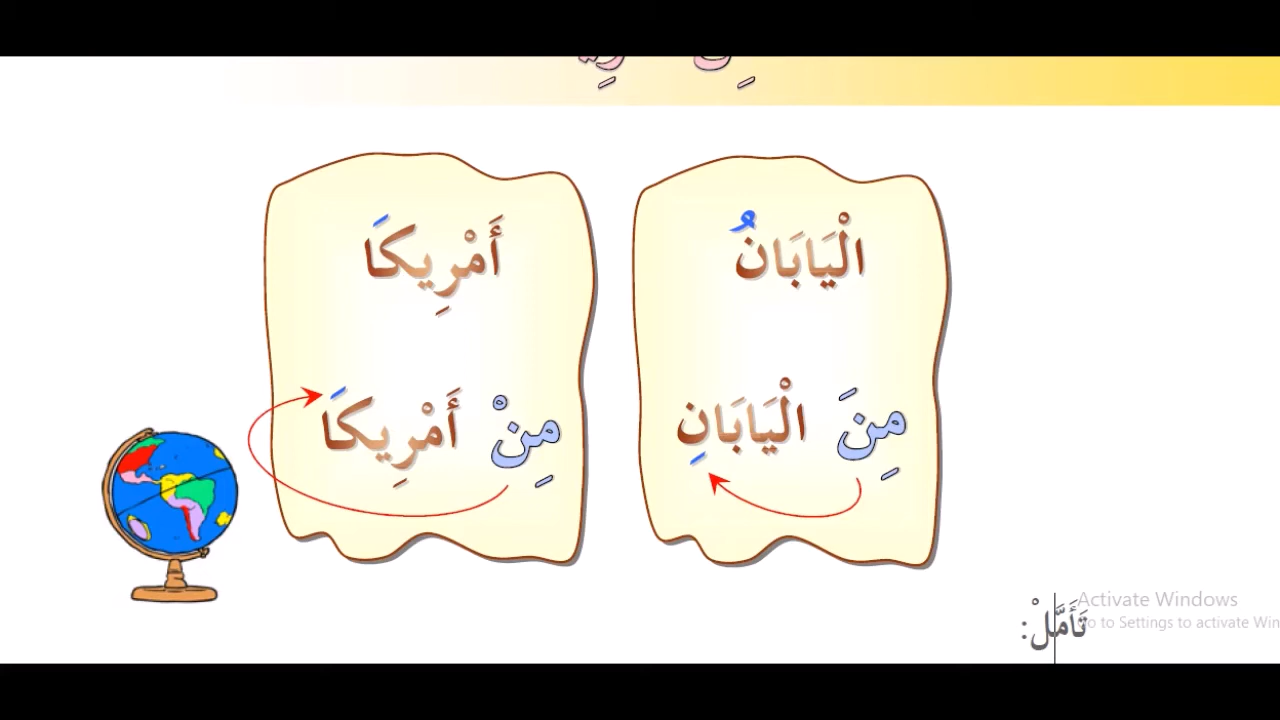 الْيَابَانُ
أَمْرِيكَا
مِنَ الْيَابَانِ
مِنْ أَمْرِيكَا
تَأَمَّلْ:
Activate Windows
Go to Settings to activate Win